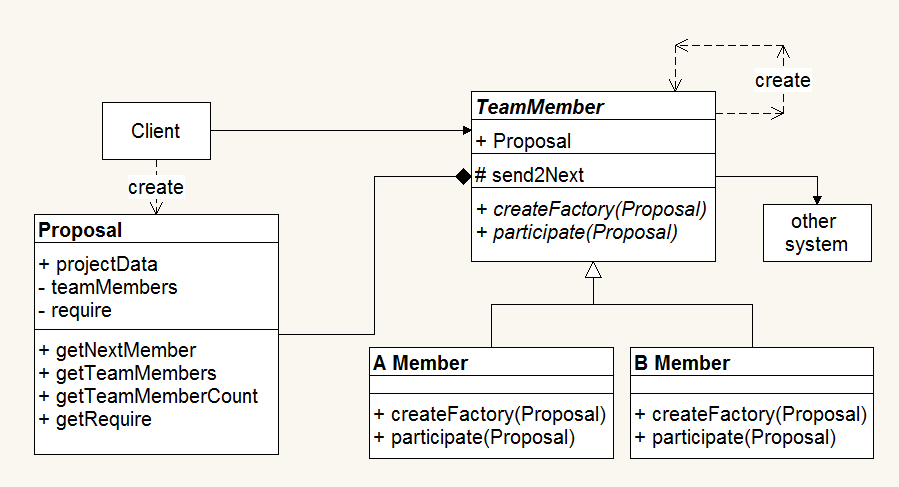 create
TeamMember
+ Proposal
# send2Next
+ createFactory(Proposal)
+ participate(Proposal)
Client
create
Proposal
+ projectData
- teamMembers
- require
+ getNextMember
+ getTeamMembers
+ getTeamMemberCount
+ getRequire
other
system
A Member
+ createFactory(Proposal)
+ participate(Proposal)
B Member
+ createFactory(Proposal)
+ participate(Proposal)